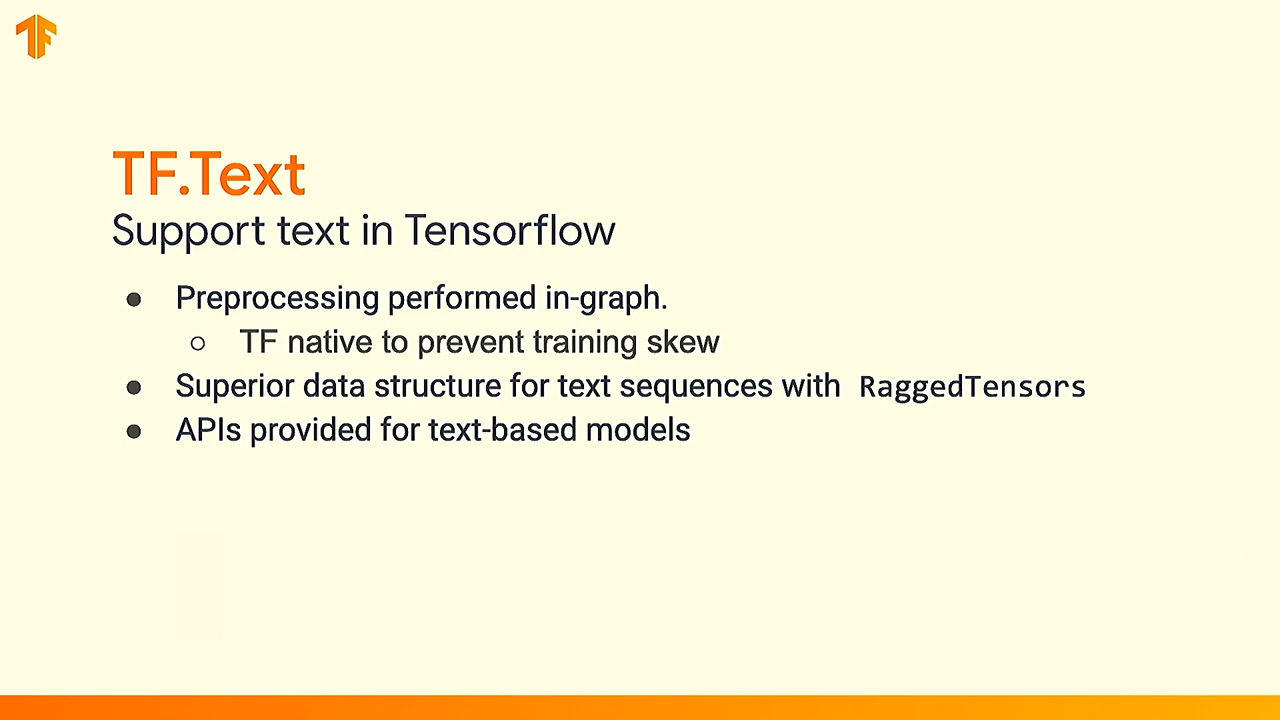 TF.Text
Support text in Tensorflow
● Preprocessing performed in-graph.
○ TF native to prevent training skew
● Superior data structure for text sequences with RaggedTensors
● APIs provided for text-based models